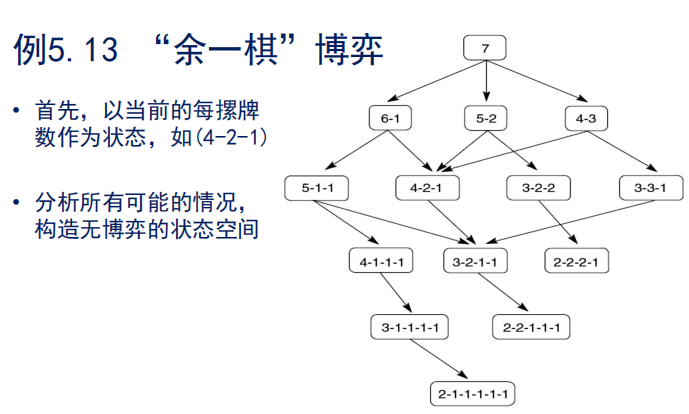 例5.13 “余一棋”博弈
• 首先，以当前的每摞牌
数作为状态，如(4-2-1)
• 分析所有可能的情况，
构造无博弈的状态空间
7
6-1
5-2
4-3
5-1-1
4-2-1
3-2-2
3-3-1
4-1-1-1
3-2-1-1
2-2-2-1
3-1-1-1-1
2-2-1-1-1
2-1-1-1-1-1